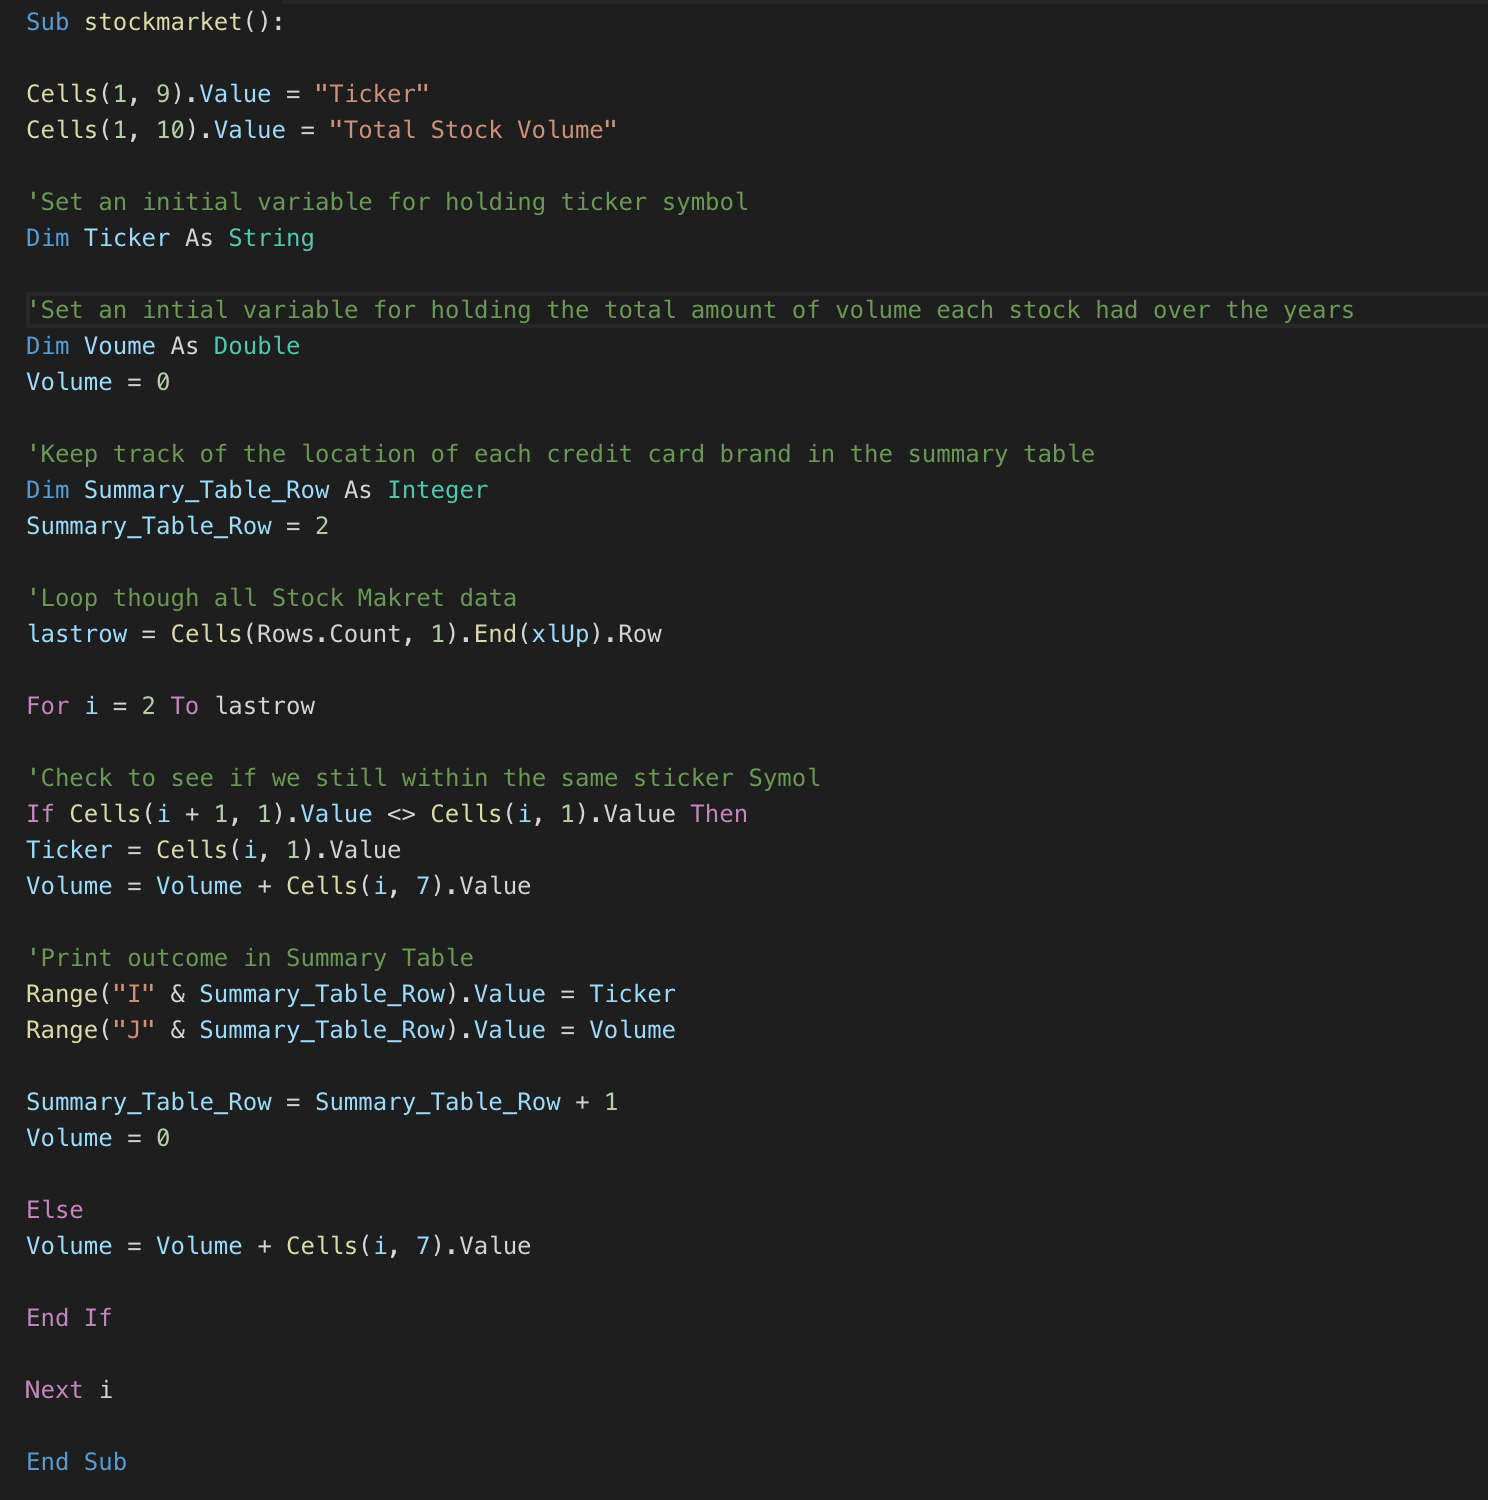 Sub stockmarket():
Cells(1, 9).Value = "Ticker"
Cells(1, 10).Value = "Total Stock Volume"
'Set an initial variable for holding ticker symbol
Dim Ticker As String
'Set an intial variable for holding the total amount of volume each stock had over the years
Dim Voume As Double
Volume = 0
'Keep track of the location of each credit card brand in the summary table
Dim Summary_Table_Row As Integer
Summary_Table_Row = 2
'Loop though all Stock Makret data
lastrow = Cells(Rows.Count, 1).End(xlUp).Row
For i = 2 To lastrow
'Check to see if we still within the same sticker Symol
If Cells(i + 1, 1).Value <> Cells(i, 1).Value Then
Ticker = Cells(i, 1).Value
Volume = Volume + Cells(i, 7).Value
'Print outcome in Summary Table
Range("I" & Summary_Table_Row).Value = Ticker
Range("J" & Summary_Table_Row).Value = Volume
Summary_Table_Row = Summary_Table_Row + 1
Volume = 0
Else
Volume = Volume + Cells(i, 7).Value
End If
Next i
End Sub